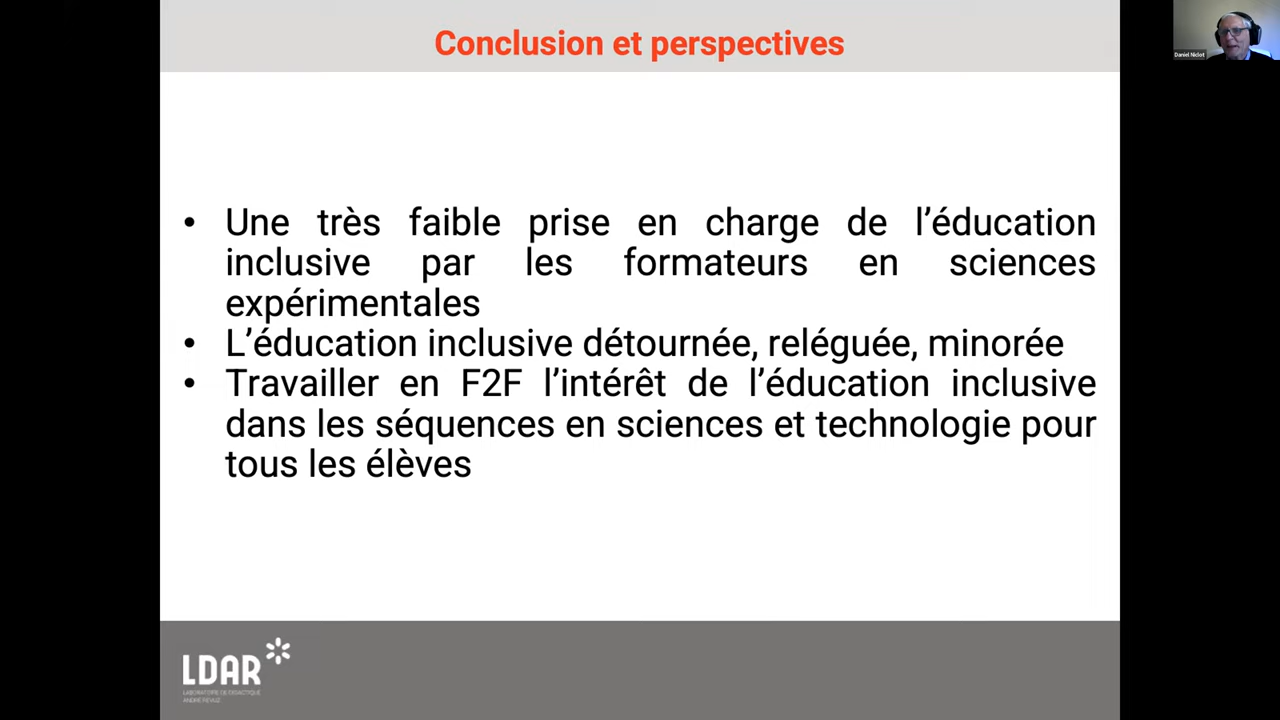 Conclusion et perspectives
Daniel Niclot
• Une très faible prise en charge de l’éducation
inclusive par les formateurs en sciences
expérimentales
• L’éducation inclusive détournée, reléguée, minorée
• Travailler en F2F l’intérêt de l’éducation inclusive
dans les séquences en sciences et technologie pour
tous les élèves
LDAR
LABORATOIRE DE DIDACTIQUE
ANDRÉ REVUZ